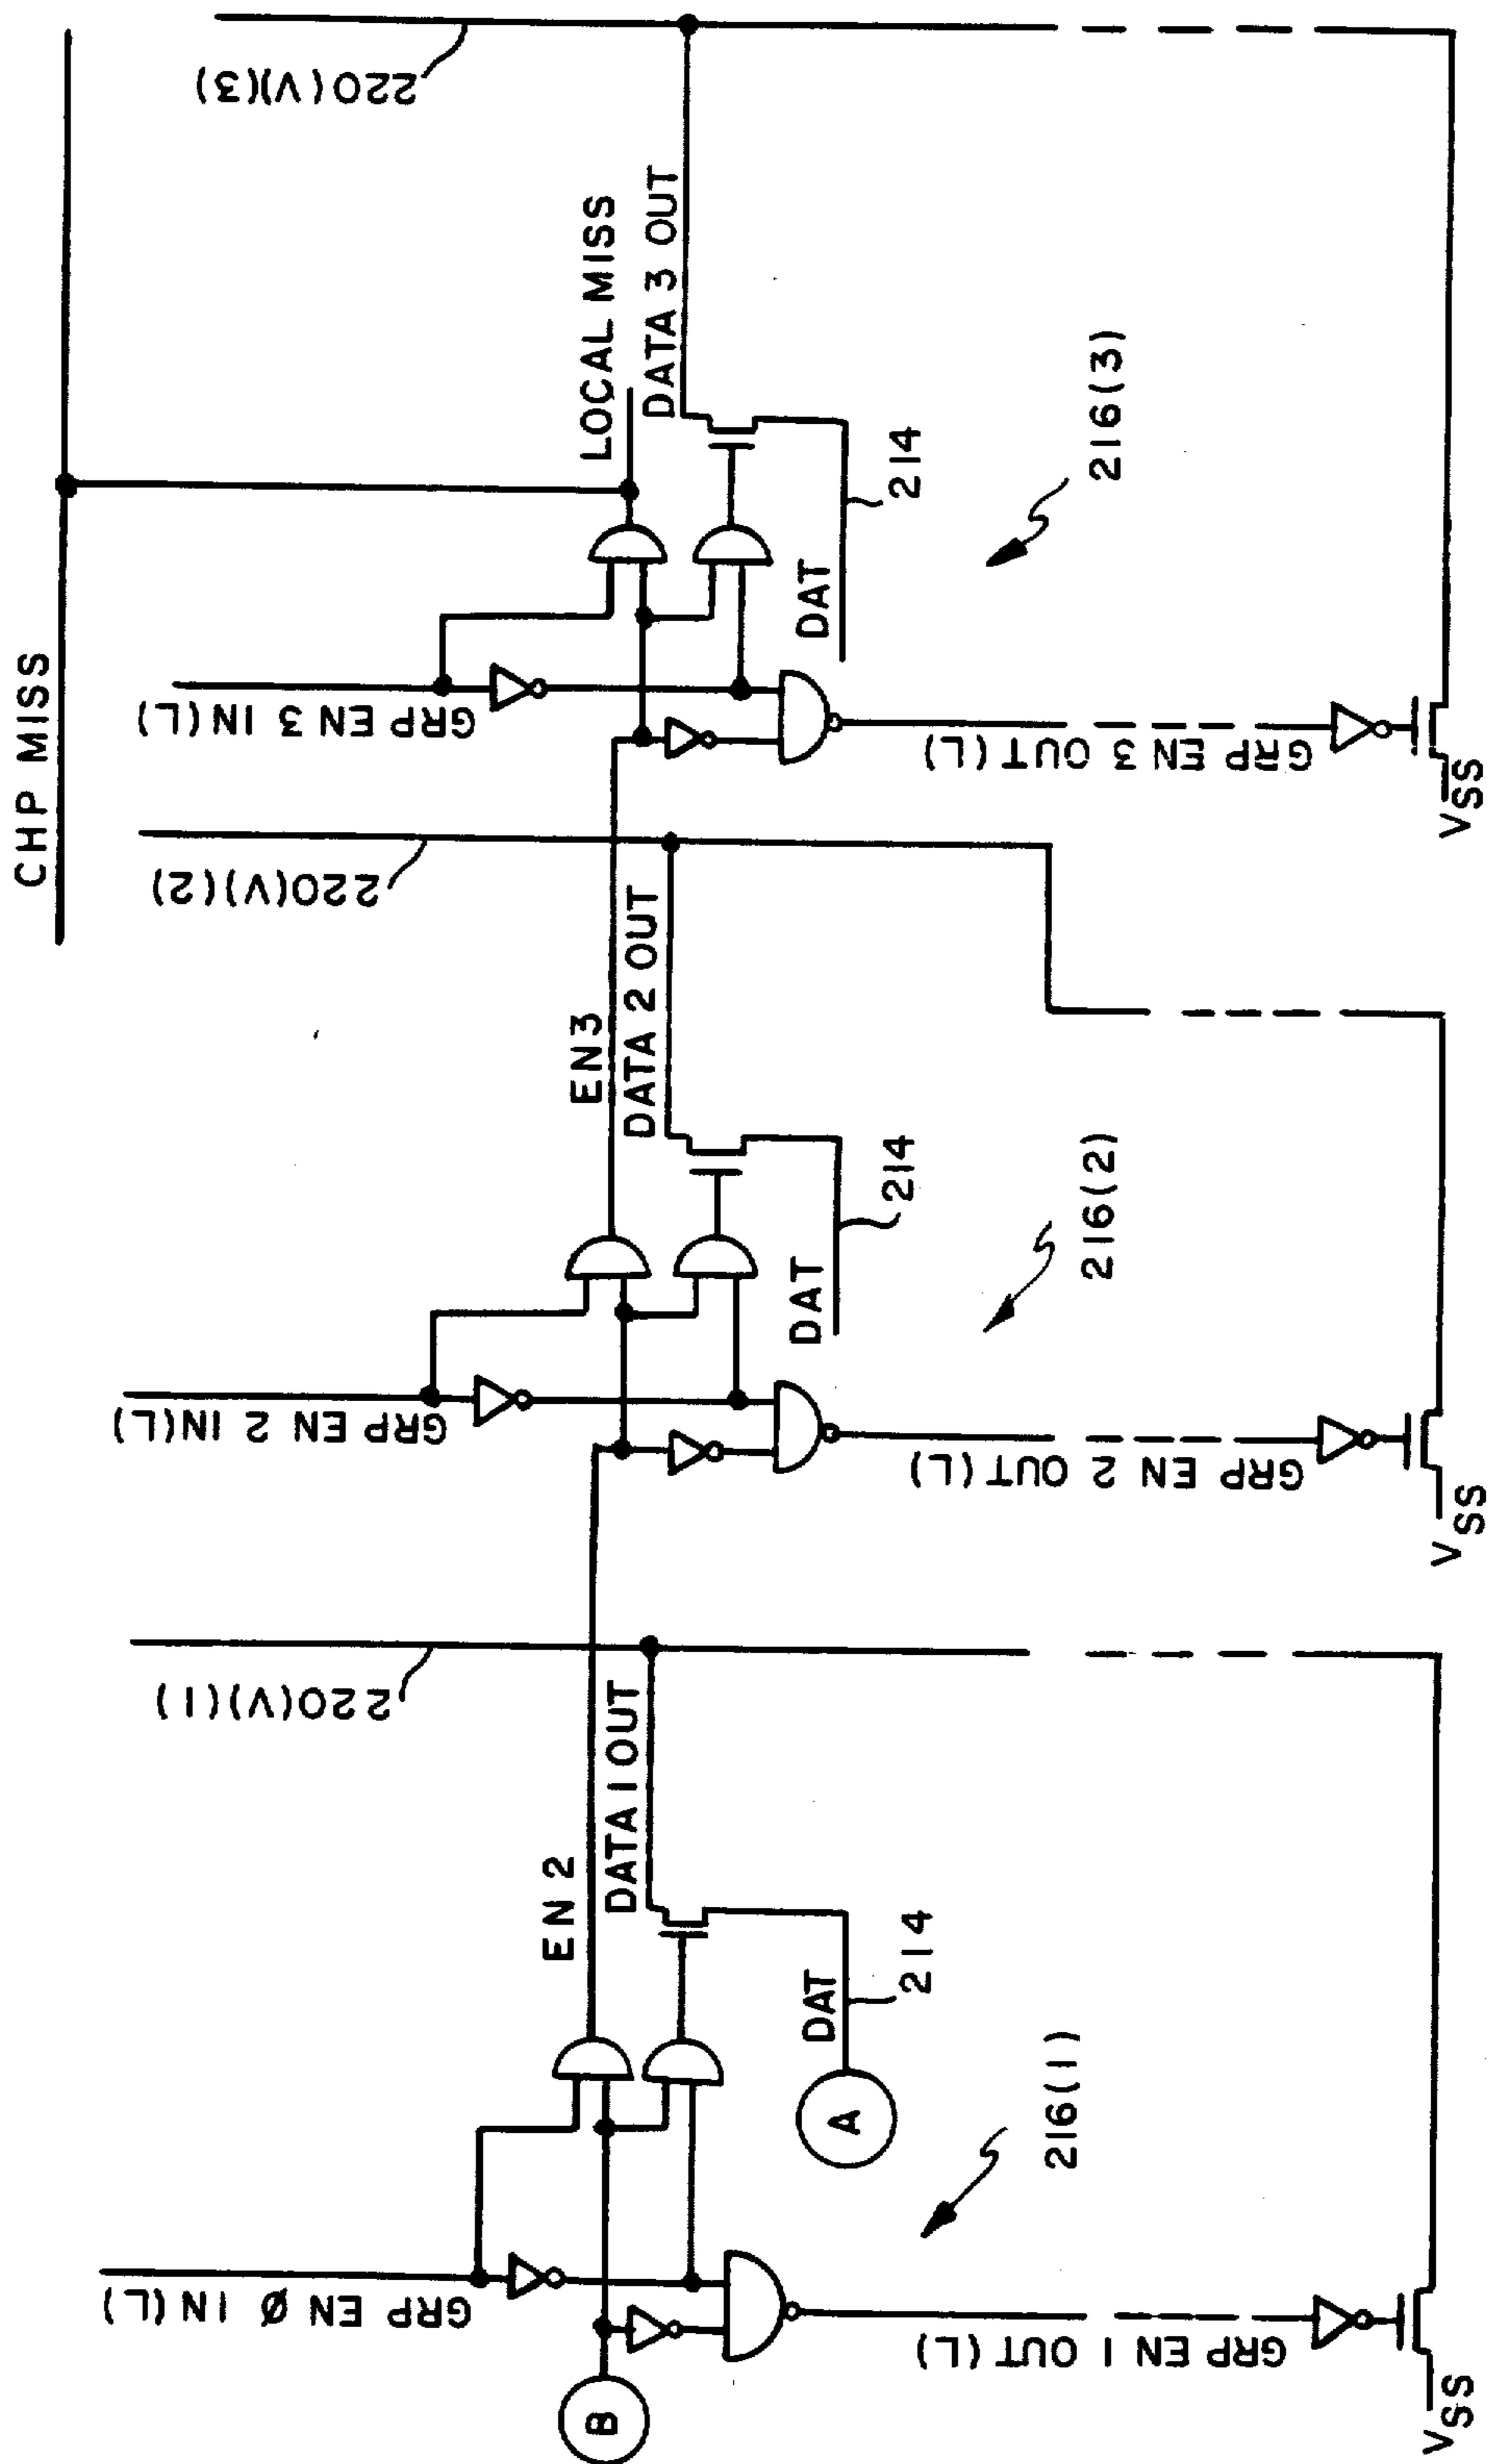 CHP MISS
220(V)(3)
LOCAL MISS
DATA 3 OUT
GRP EN 3 IN(L)
DAT
214
216(3)
GRP EN 3 OUT(L)
VSS
220(V)(2)
EN3
DATA 2 OUT
GRP EN 2 IN(L)
DAT
214
216(2)
GRP EN 2 OUT(L)
VSS
220(V)(1)
EN 2
DATA 1 OUT
GRP EN Ø IN (L)
DAT
214
A
216(1)
GRP EN 1 OUT(L)
B
VSS